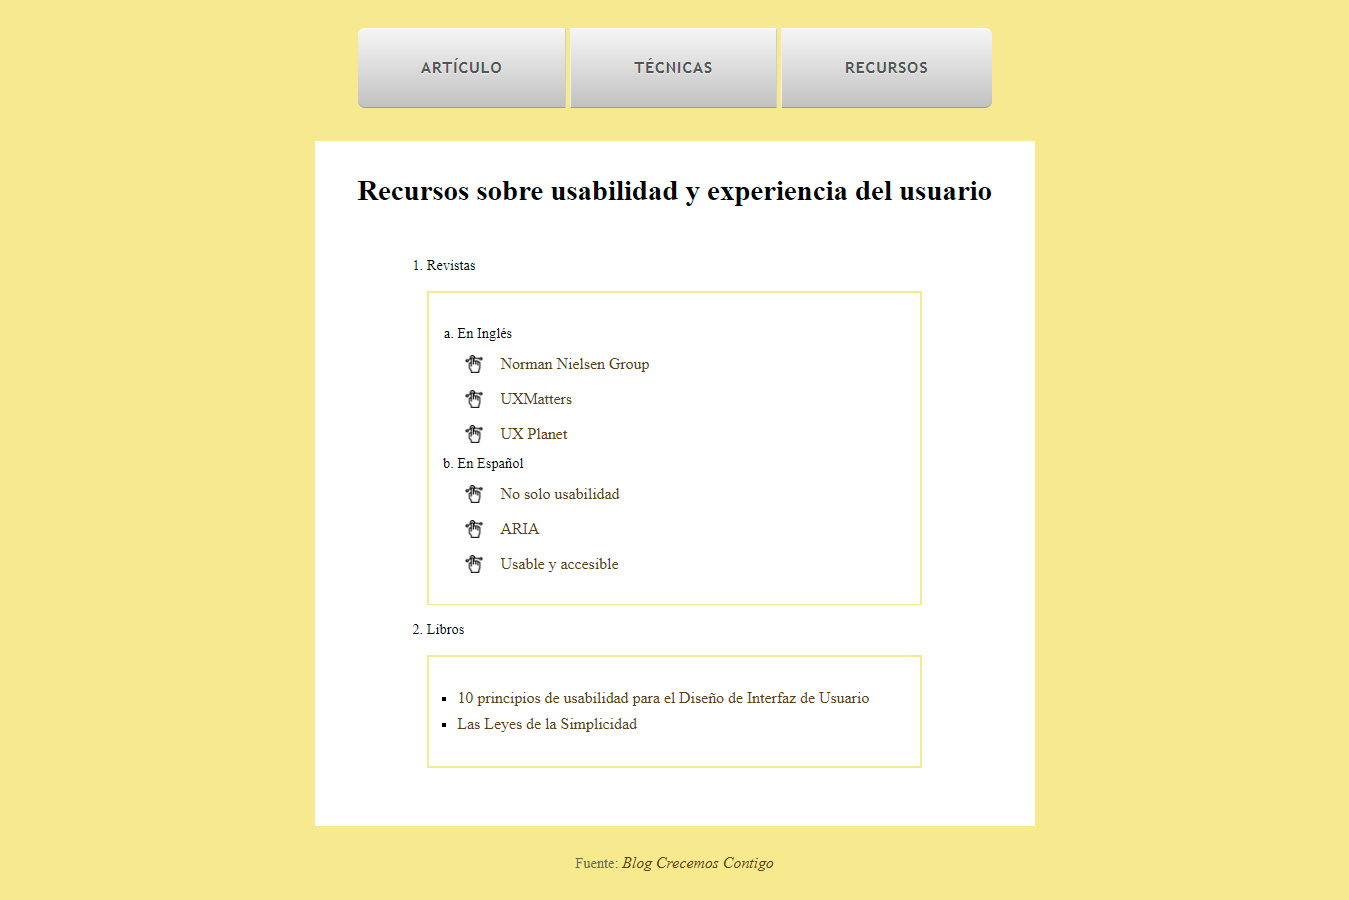 ARTÍCULO TÉCNICAS RECURSOS
Recursos sobre usabilidad y experiencia del usuario
1. Revistas
a. En Inglés
Norman Nielsen Group
UXMatters
UX Planet
b. En Español
No solo usabilidad
ARIA
Usable y accesible
2. Libros
10 principios de usabilidad para el Diseño de Interfaz de Usuario
Las Leyes de la Simplicidad
Fuente: Blog Crecemos Contigo